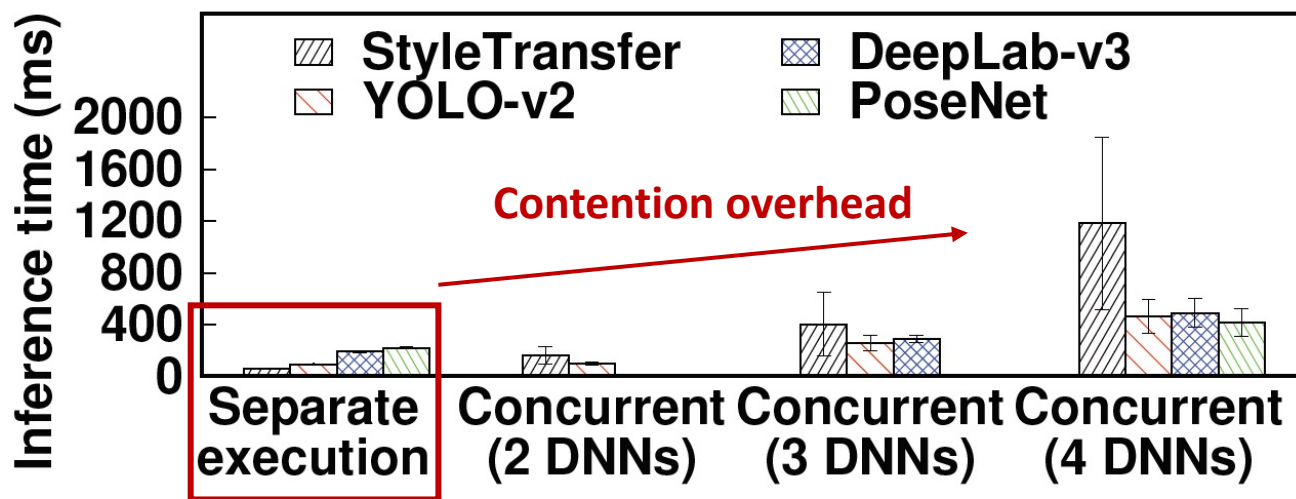 Inference time (ms)
StyleTransfer
DeepLab-v3
YOLO-v2
PoseNet
2000
1600
1200
800
400
0
Contention overhead
Separate execution
Concurrent (2 DNNs)
Concurrent (3 DNNs)
Concurrent (4 DNNs)